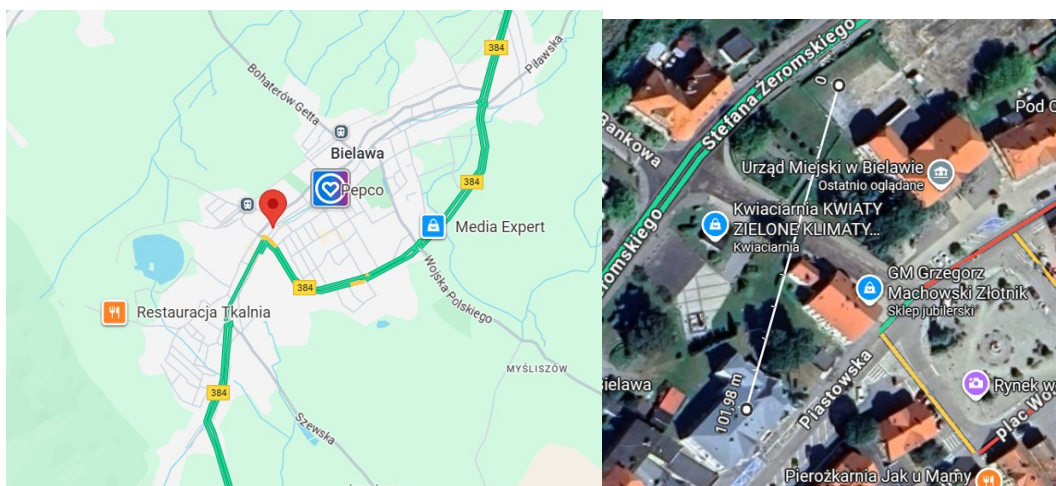 384
Piławska
Bohaterów Getta
Bielawa
Pepco
384
Media Expert
384
Wojska Polskiego
Restauracja Tkalnia
MYŚLISZÓW
384
Szewska
0
Stefana Żeromskiego
Pod O
Bankowa
Urząd Miejski w Bielawie
Ostatnio oglądane
Kwiaciarnia KWIATY
ZIELONE KLIMATY...
Kwiaciarnia
romskiego
GM Grzegorz
Machowski Złotnik
Sklep jubilerski
Bielawa
101,98 m
Piastowska
Rynek w
plac Wo
Pierożkarnia Jak u Mamy